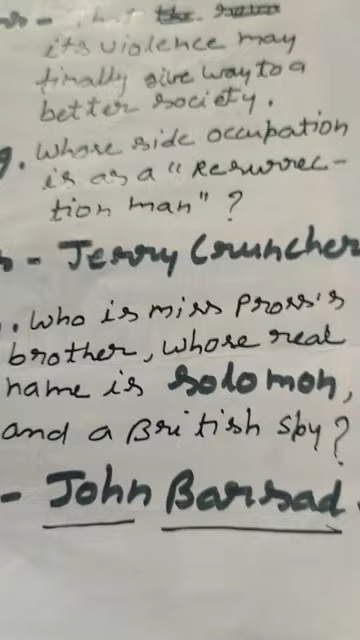 its violence may
finally give way to a
better society.
9. Whose side occupation
is as a "Resurrec-
tion man"?
- Jerry Cruncher
. Who is miss Pross's
brother, whose real
name is Solomon,
and a British spy?
- John Barsad.